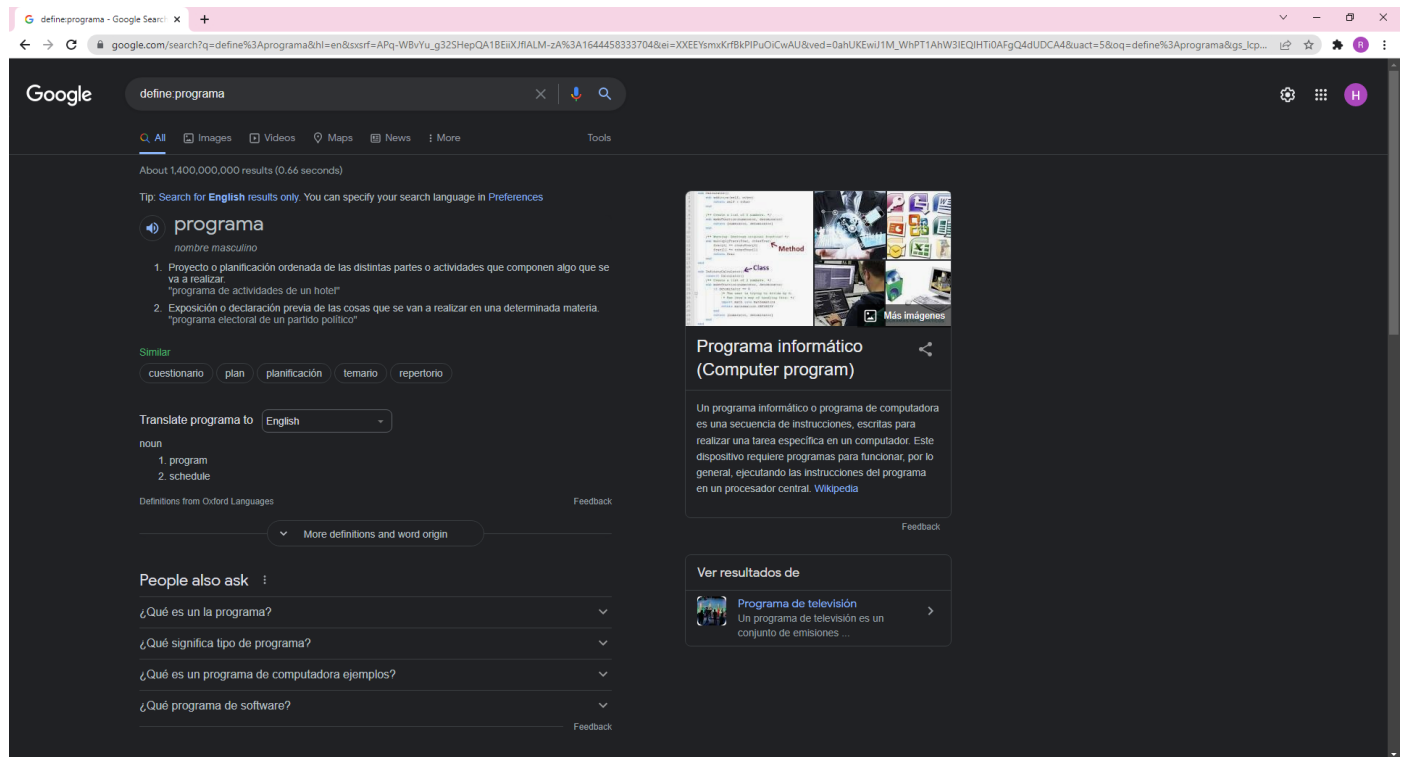 define:programa - Google Search
google.com/search?q=define%3Aprograma&hl=en&sxsrf=APq-WBvYu_g32SHepQA1BEiiXJflALM-zA%3A1644458333704&ei=XXEEYsmxKrfBkPIPuOiCwAU&ved=0ahUKEwiJ1M_WhPT1AhW3IEQIHTi0AFgQ4dUDCA4&uact=5&oq=define%3Aprograma&gs_lcp...
R
Google
define:programa
H
All Images Videos Maps News More Tools
About 1,400,000,000 results (0.66 seconds)
Tip: Search for English results only. You can specify your search language in Preferences
programa
nombre masculino
1. Proyecto o planificación ordenada de las distintas partes o actividades que componen algo que se
va a realizar.
"programa de actividades de un hotel"
2. Exposición o declaración previa de las cosas que se van a realizar en una determinada materia.
"programa electoral de un partido político"
Similar
cuestionario plan planificación temario repertorio
Translate programa to English
noun
1. program
2. schedule
Definitions from Oxford Languages Feedback
More definitions and word origin
People also ask
¿Qué es un la programa?
¿Qué significa tipo de programa?
¿Qué es un programa de computadora ejemplos?
¿Qué programa de software?
Feedback
Method
Class
Más imágenes
Programa informático
(Computer program)
Un programa informático o programa de computadora
es una secuencia de instrucciones, escritas para
realizar una tarea específica en un computador. Este
dispositivo requiere programas para funcionar, por lo
general, ejecutando las instrucciones del programa
en un procesador central. Wikipedia
Feedback
Ver resultados de
Programa de televisión
Un programa de televisión es un
conjunto de emisiones ...